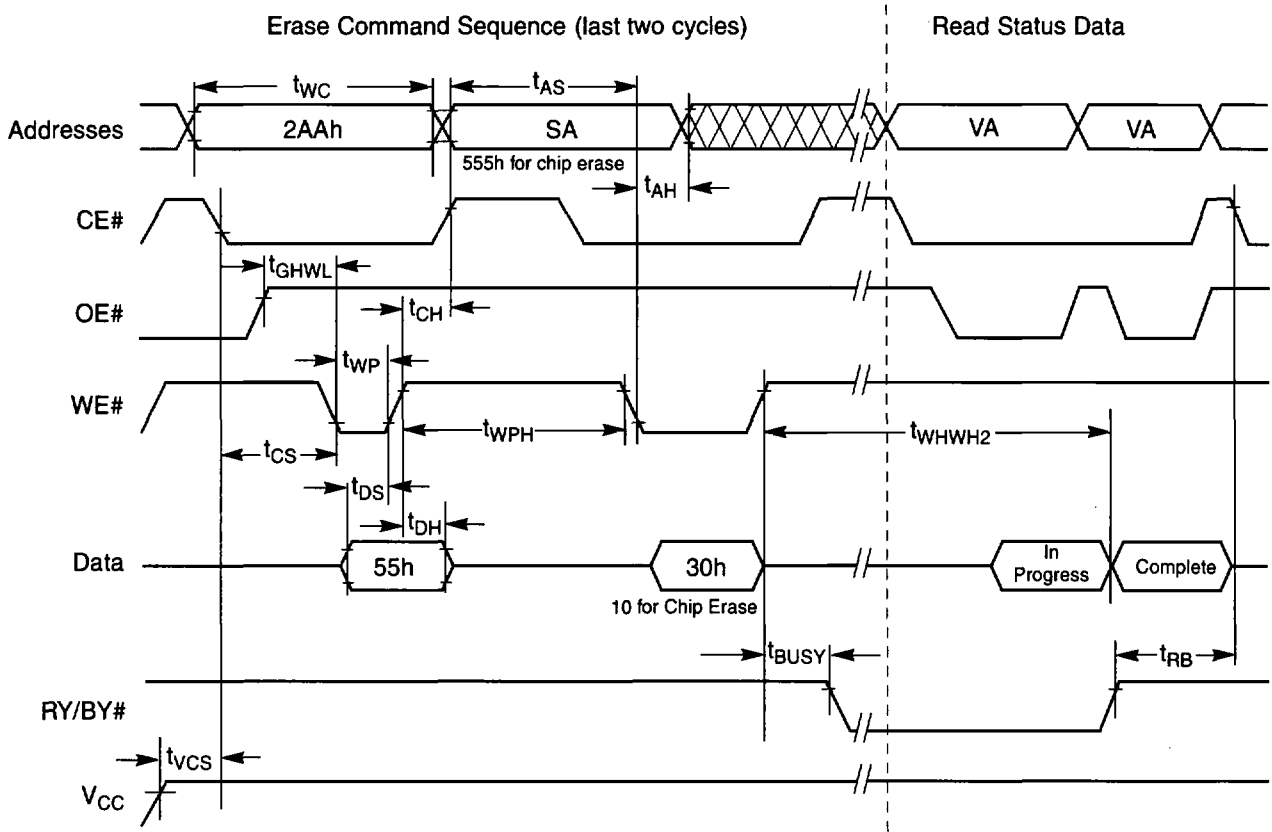 Erase Command Sequence (last two cycles)
Read Status Data
tWC
tAS
Addresses
2AAh
SA
VA
VA
555h for chip erase
tAH
CE#
tGHWL
tCH
OE#
tWP
WE#
tWPH
tWHWH2
tCS
tDS
tDH
Data
55h
30h
In
Progress
Complete
10 for Chip Erase
tBUSY
tRB
RY/BY#
tVCS
VCC